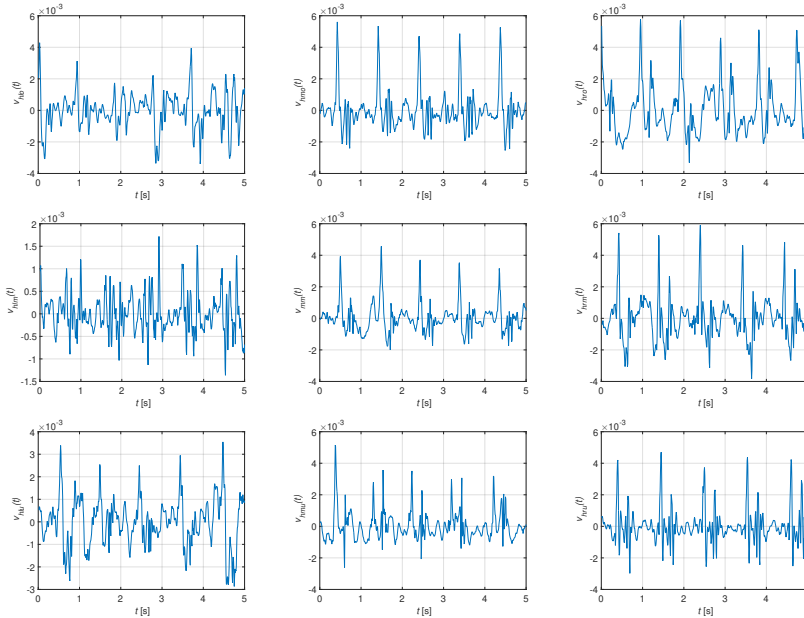 ×10⁻³ ×10⁻³ ×10⁻³
6 6 6
4 4 4
2 2 2
0 0 0
-2 -2 -2
-4 -4 -4
v_hlo(t) v_hmo(t) v_hro(t)
0 1 2 3 4 5 0 1 2 3 4 5 0 1 2 3 4
t [s] t [s] t [s]
×10⁻³ ×10⁻³ ×10⁻³
2 6 6
1.5 4 4
1 2 2
0.5 0 0
0 -2 -2
-0.5 -4 -4
-1
-1.5
v_hlm(t) v_mm(t) v_hrm(t)
0 1 2 3 4 5 0 1 2 3 4 5 0 1 2 3 4
t [s] t [s] t [s]
×10⁻³ ×10⁻³ ×10⁻³
4 6 6
3 4 4
2 2 2
1 0 0
0 -2 -2
-1 -4 -4
-2
-3
v_hlu(t) v_hmu(t) v_hru(t)
0 1 2 3 4 5 0 1 2 3 4 5 0 1 2 3 4
t [s] t [s] t [s]